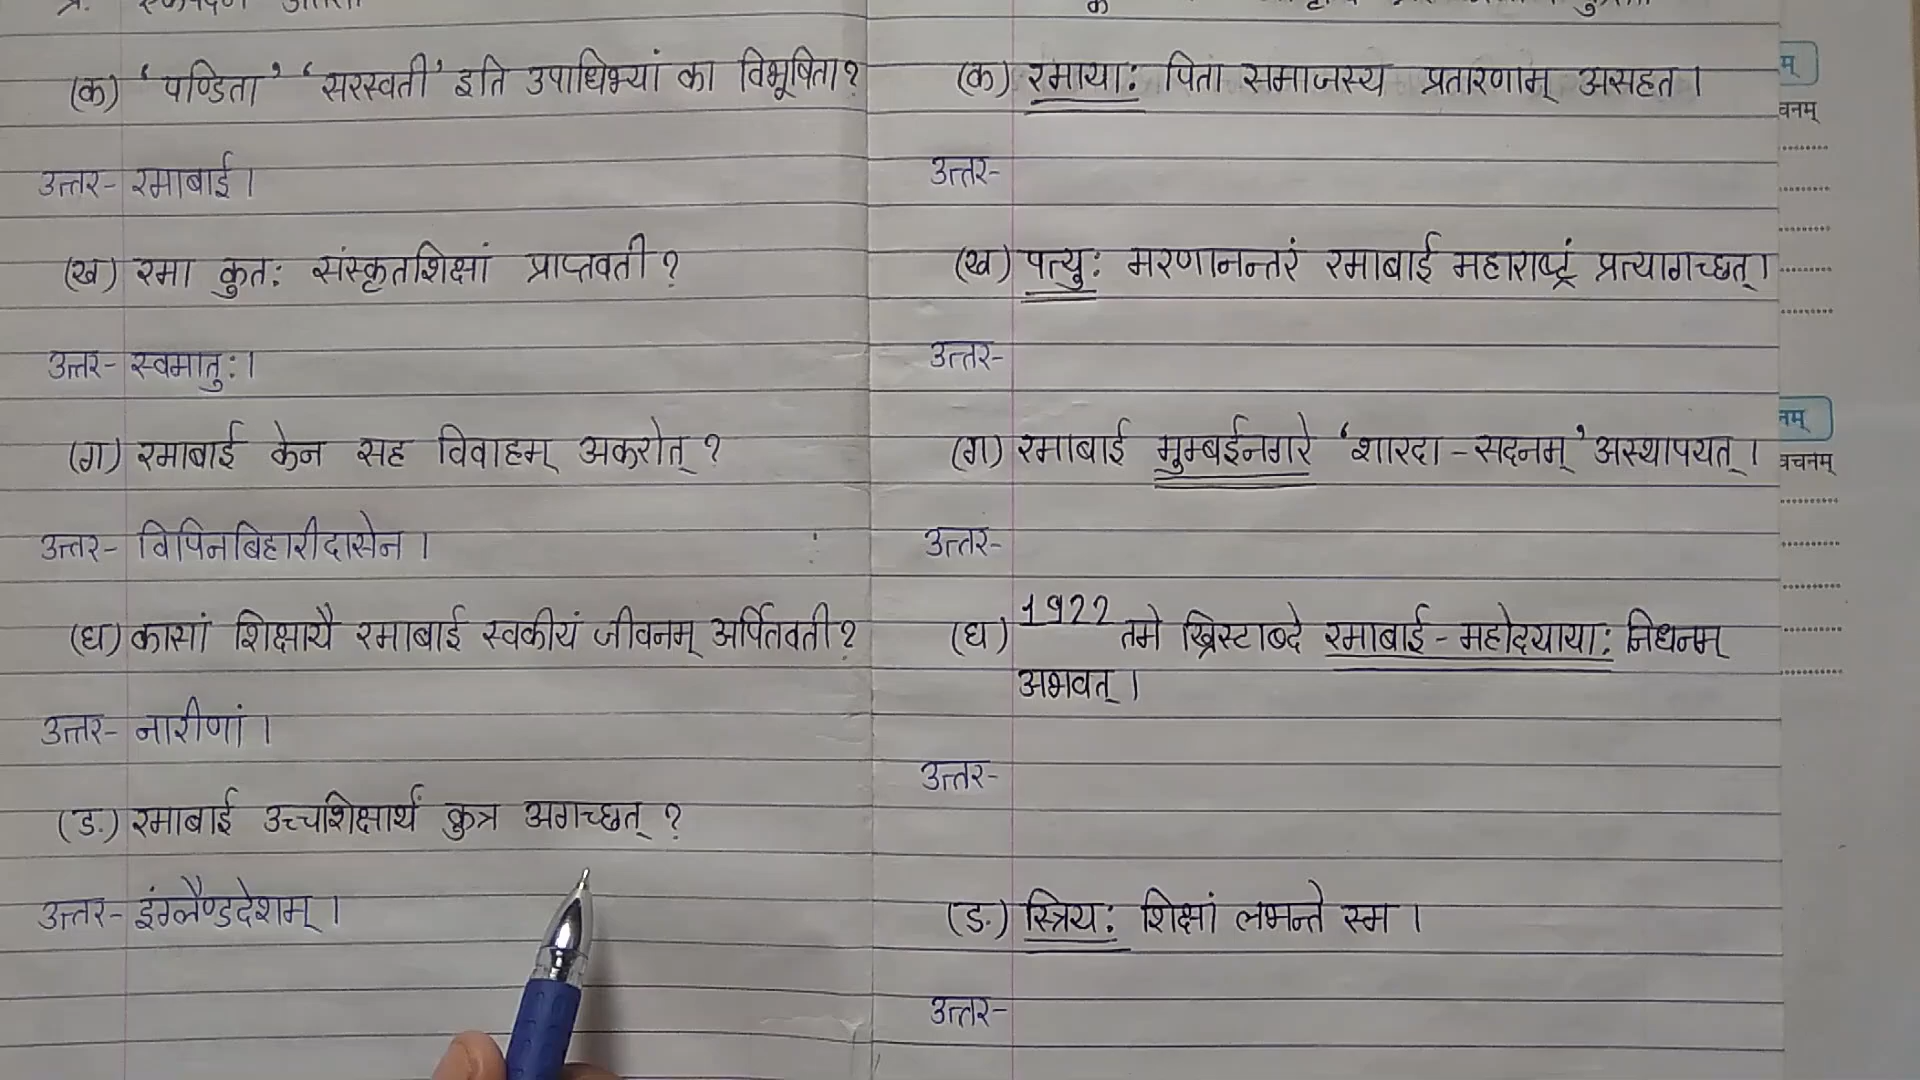 (क) 'पण्डिता' 'सरस्वती' इति उपाधिभ्यां का विभूषिता?
उत्तर- रमाबाई।
(ख) रमा कुतः संस्कृतशिक्षां प्राप्तवती?
उत्तर- स्वमातुः।
(ग) रमाबाई केन सह विवाहम् अकरोत्?
उत्तर- विपिनबिहारीदासेन।
(घ) कासां शिक्षायै रमाबाई स्वकीयं जीवनम् अर्पितवती?
उत्तर- नारीणां।
(ङ) रमाबाई उच्चशिक्षार्थं कुत्र अगच्छत्?
उत्तर- इंग्लैण्डदेशम्।
(क) रमायाः पिता समाजस्य प्रतारणाम् असहत।
उत्तर-
(ख) पत्युः मरणानन्तरं रमाबाई महाराष्ट्रं प्रत्यागच्छत्।
उत्तर-
(ग) रमाबाई मुम्बईनगरे 'शारदा-सदनम्' अस्थापयत्।
उत्तर-
(घ) 1922 तमे ख्रिस्टाब्दे रमाबाई-महोदयायाः निधनम्
अभवत्।
उत्तर-
(ङ) स्त्रियः शिक्षां लभन्ते स्म।
उत्तर-